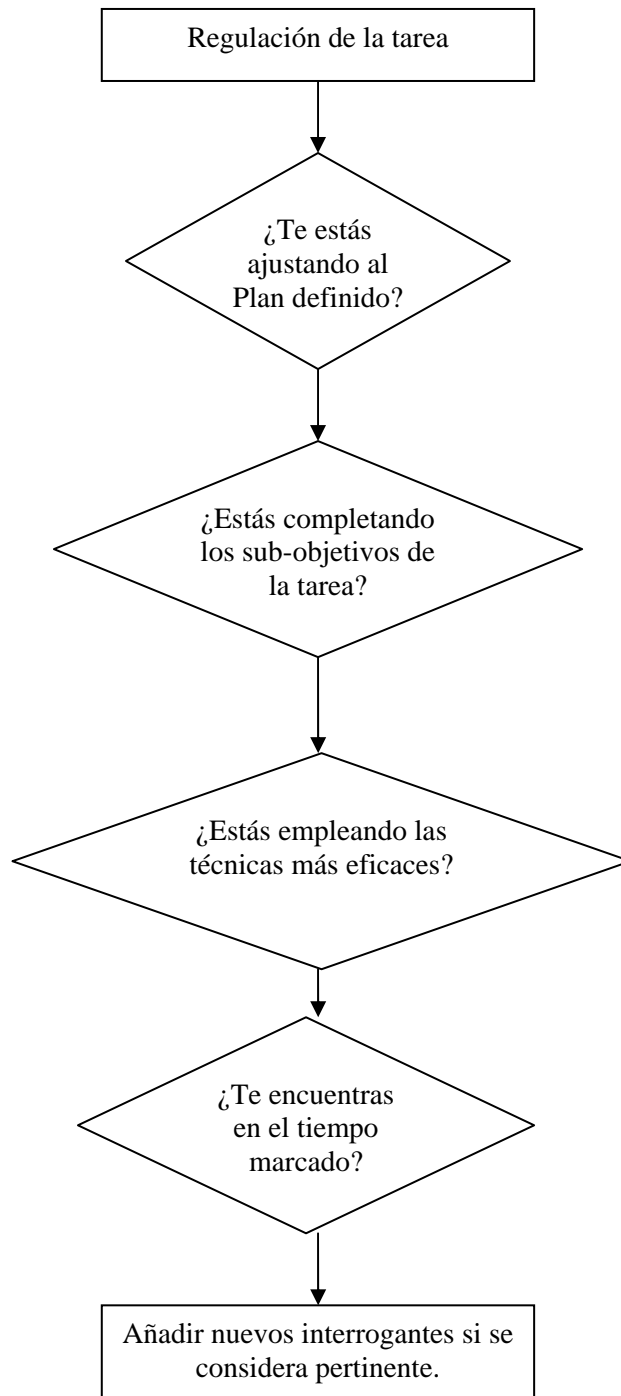 Regulación de la tarea
¿Te estás
ajustando al
Plan definido?
¿Estás completando
los sub-objetivos de
la tarea?
¿Estás empleando las
técnicas más eficaces?
¿Te encuentras
en el tiempo
marcado?
Añadir nuevos interrogantes si se
considera pertinente.